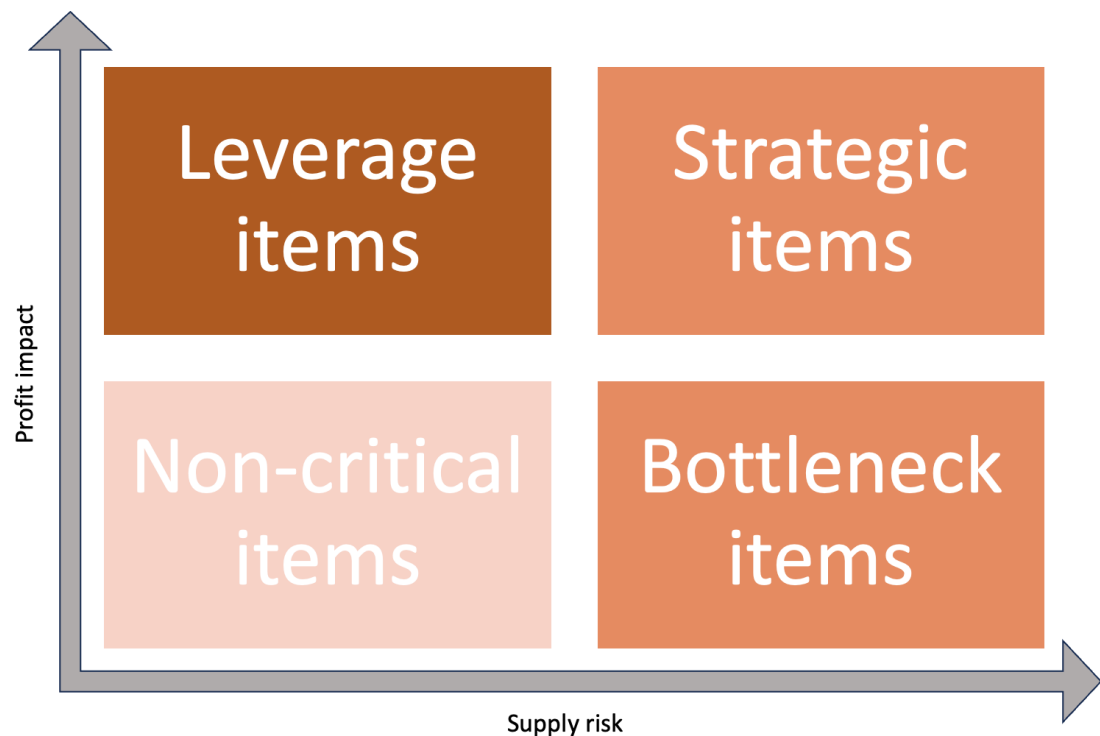 Leverage
items
Strategic
items
Profit impact
Non-critical
items
Bottleneck
items
Supply risk